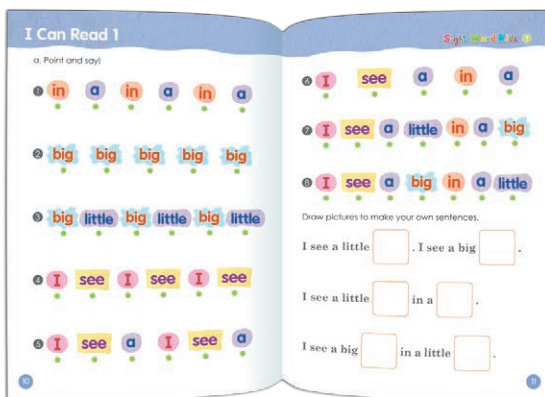 I Can Read 1
a. Point and say!
1 in a in a in a
2 big big big big big
3 big little big little big little
4 I see I see I see
5 I see a I see a
10
Sight Word Kids 1
6 I see a in a
7 I see a little in a big
8 I see a big in a little
Draw pictures to make your own sentences.
I see a little . I see a big .
I see a little in a .
I see a big in a little .
11